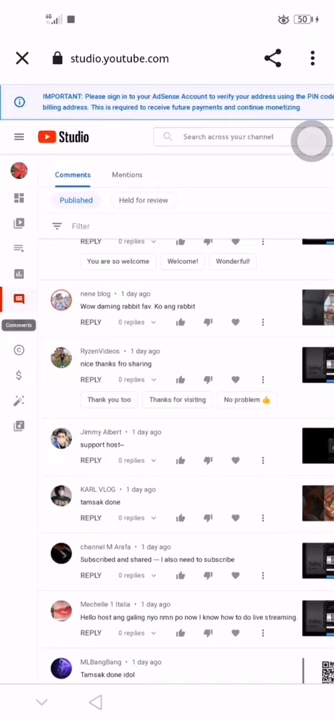 4G
50
studio.youtube.com
IMPORTANT: Please sign in to your AdSense Account to verify your address using the PIN code
billing address. This is required to receive future payments and continue monetizing
Studio
Search across your channel
Comments
Mentions
Published
Held for review
Filter
REPLY
0 replies
You are so welcome
Welcome!
Wonderful!
nene blog • 1 day ago
Wow daming rabbit fav. Ko ang rabbit
REPLY
0 replies
Comments
RyzenVideos • 1 day ago
nice thanks fro sharing
Thank you too
Thanks for visiting
No problem 👍
Jimmy Albert • 1 day ago
support host~
REPLY
0 replies
KARL VLOG • 1 day ago
tamsak done
REPLY
0 replies
channel M Arafa • 1 day ago
Subscribed and shared -- I also need to subscribe
REPLY
0 replies
Mechelle 1 Italia • 1 day ago
Hello host ang galing nyo nmn po now I know how to do live streaming.
REPLY
0 replies
MLBangBang • 1 day ago
Tamsak done idol